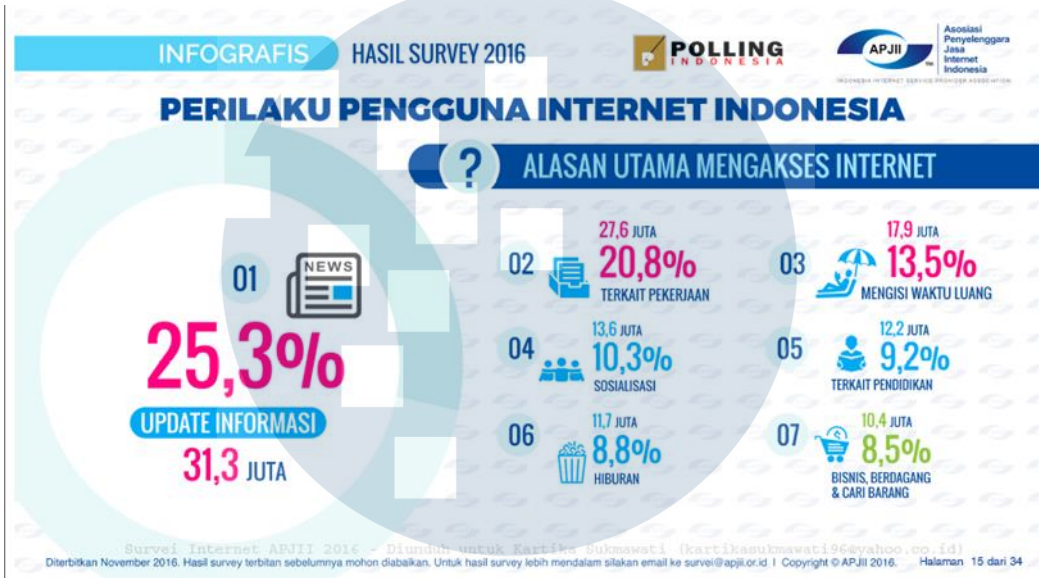 INFOGRAFIS
HASIL SURVEY 2016
POLLING
INDONESIA
APJII
TM
Asosiasi
Penyelenggara
Jasa
Internet
Indonesia
INDONESIA INTERNET SERVICE PROVIDER ASSOCIATION
PERILAKU PENGGUNA INTERNET INDONESIA
?
ALASAN UTAMA MENGAKSES INTERNET
01
NEWS
25,3%
UPDATE INFORMASI
31,3 JUTA
02
27,6 JUTA
20,8%
TERKAIT PEKERJAAN
03
17,9 JUTA
13,5%
MENGISI WAKTU LUANG
04
13,6 JUTA
10,3%
SOSIALISASI
05
12,2 JUTA
9,2%
TERKAIT PENDIDIKAN
06
11,7 JUTA
8,8%
HIBURAN
07
10,4 JUTA
8,5%
BISNIS, BERDAGANG
& CARI BARANG
Survei Internet APJII 2016 - Diunduh untuk Kartika Sukmawati (kartikasukmawati96@yahoo.co.id)
Diterbitkan November 2016. Hasil survey terbitan sebelumnya mohon diabaikan. Untuk hasil survey lebih mendalam silakan email ke survei@apjii.or.id | Copyright © APJII 2016. Halaman 15 dari 34